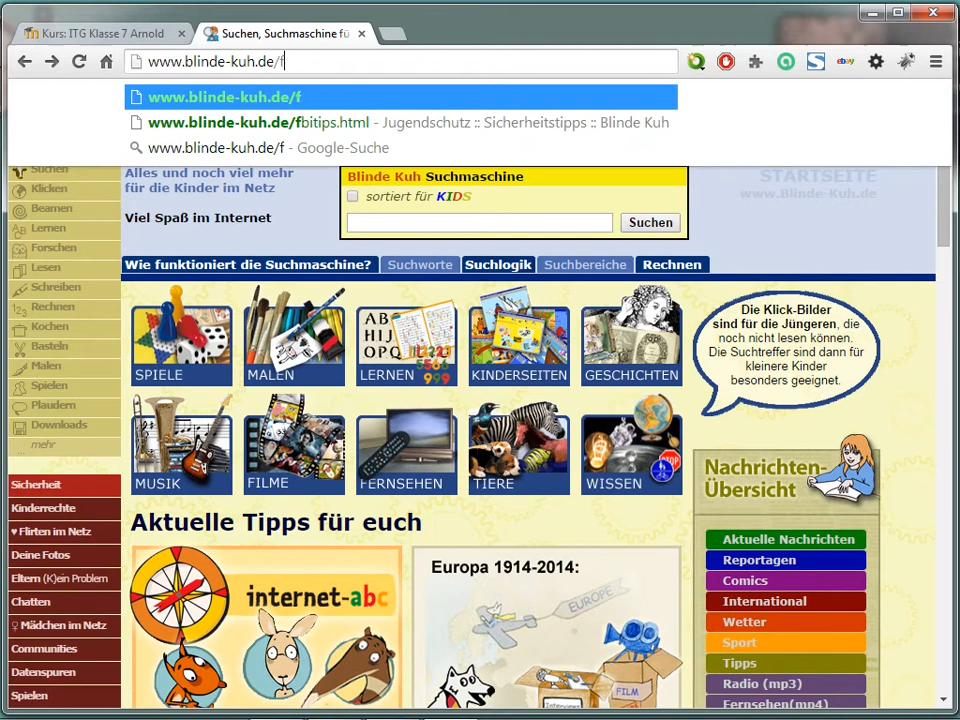 Kurs: ITG Klasse 7 Arnold
Suchen, Suchmaschine fü
www.blinde-kuh.de/f
ebay
www.blinde-kuh.de/f
www.blinde-kuh.de/fbitips.html - Jugendschutz :: Sicherheitstipps :: Blinde Kuh
www.blinde-kuh.de/f - Google-Suche
Suchen
Klicken
Beamen
Lernen
Forschen
Lesen
Schreiben
Rechnen
Kochen
Basteln
Malen
Spielen
Plaudern
Downloads
mehr
...
Sicherheit
Kinderrechte
♥ Flirten im Netz
Deine Fotos
Eltern (K)ein Problem
Chatten
♀ Mädchen im Netz
Communities
Datenspuren
Spielen
Alles und noch viel mehr
für die Kinder im Netz
Viel Spaß im Internet
Blinde Kuh Suchmaschine
sortiert für KIDS
Suchen
STARTSEITE
www.Blinde-Kuh.de
Wie funktioniert die Suchmaschine?
Suchworte
Suchlogik
Suchbereiche
Rechnen
SPIELE
MALEN
ABC
HIJ
OPQ
LERNEN
KINDERSEITEN
GESCHICHTEN
MUSIK
FILME
FERNSEHEN
TIERE
STOP
WISSEN
Die Klick-Bilder
sind für die Jüngeren, die
noch nicht lesen können.
Die Suchtreffer sind dann für
kleinere Kinder
besonders geeignet.
Aktuelle Tipps für euch
internet-abc
Europa 1914-2014:
EUROPE
FILM
Interviews
Nachrichten-
Übersicht
Aktuelle Nachrichten
Reportagen
Comics
International
Wetter
Sport
Tipps
Radio (mp3)
Fernsehen(mp4)